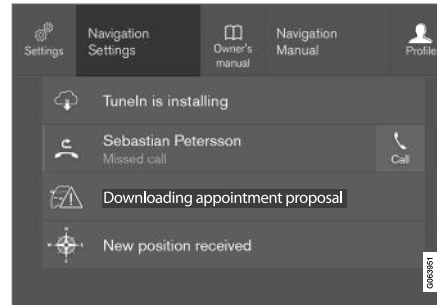 Settings
Navigation
Settings
Owner's
manual
Navigation
Manual
Profile
TuneIn is installing
Sebastian Petersson
Missed call
Call
Downloading appointment proposal
New position received
G063951